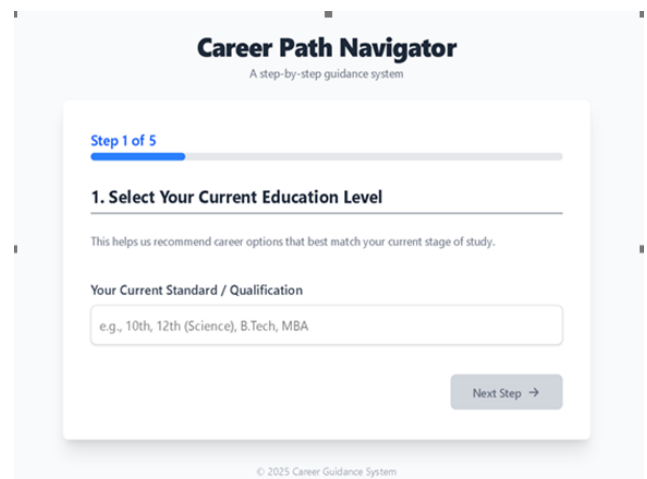 Career Path Navigator
A step-by-step guidance system
Step 1 of 5
1. Select Your Current Education Level
This helps us recommend career options that best match your current stage of study.
Your Current Standard / Qualification
e.g., 10th, 12th (Science), B.Tech, MBA
Next Step →
© 2025 Career Guidance System